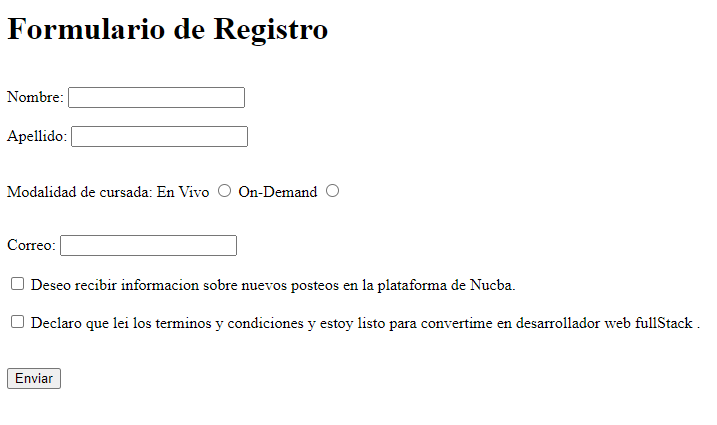 Formulario de Registro
Nombre:
Apellido:
Modalidad de cursada: En Vivo On-Demand
Correo:
Deseo recibir informacion sobre nuevos posteos en la plataforma de Nucba.
Declaro que lei los terminos y condiciones y estoy listo para convertime en desarrollador web fullStack .
Enviar